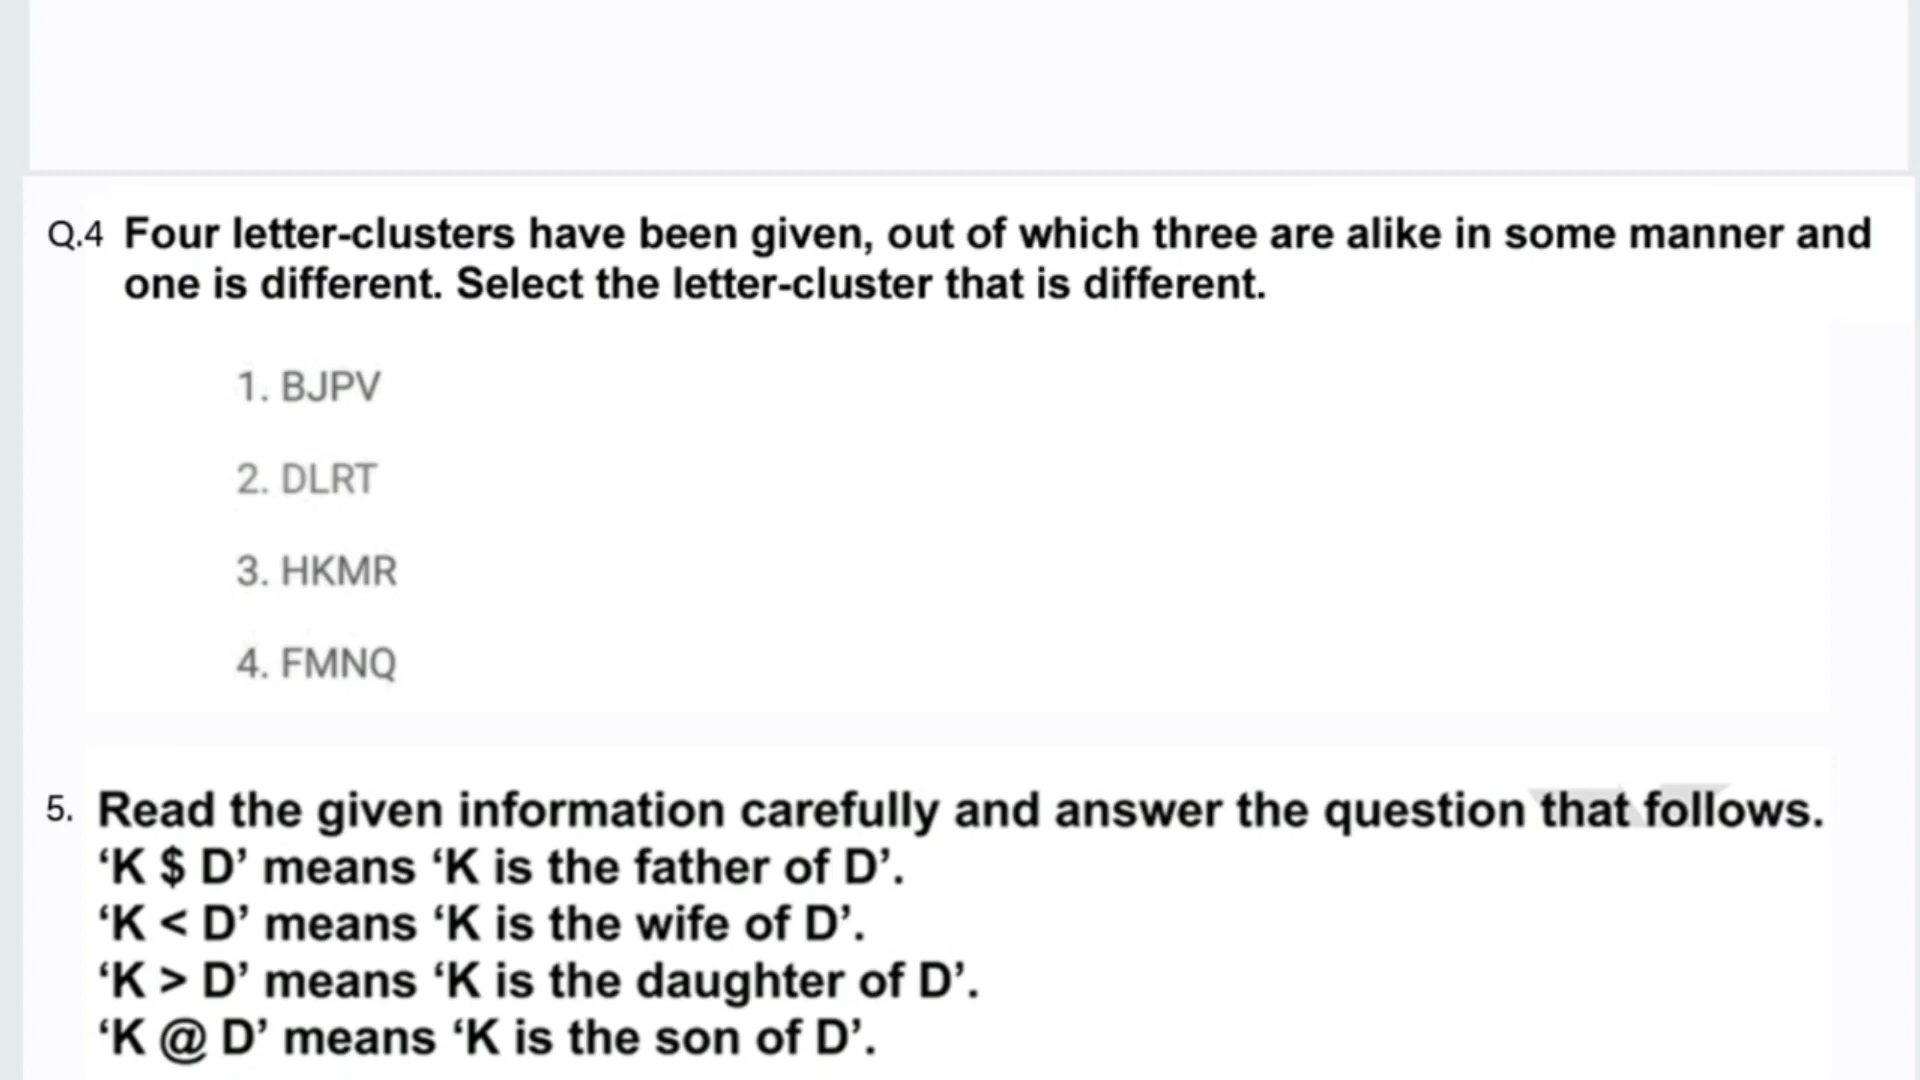 Q.4 Four letter-clusters have been given, out of which three are alike in some manner and
one is different. Select the letter-cluster that is different.
1. BJPV
2. DLRT
3. HKMR
4. FMNQ
5. Read the given information carefully and answer the question that follows.
‘K $ D’ means ‘K is the father of D’.
‘K < D’ means ‘K is the wife of D’.
‘K > D’ means ‘K is the daughter of D’.
‘K @ D’ means ‘K is the son of D’.